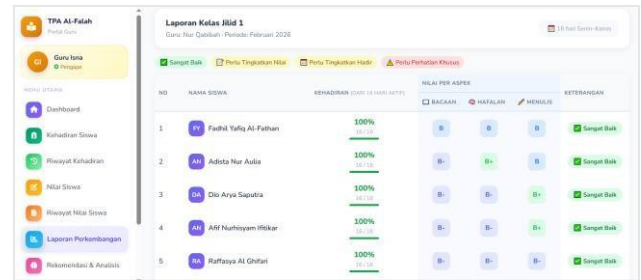 TPA Al-Falah
Portal Guru
GI
Guru Isna
Pengajar
MENU UTAMA
Dashboard
Kehadiran Siswa
Riwayat Kehadiran
Nilai Siswa
Riwayat Nilai Siswa
Laporan Perkembangan
Rekomendasi & Analisis
Laporan Kelas Jilid 1
Guru: Nur Qabibah · Periode: Februari 2026
18 hari Senin-Kamis
Sangat Baik
Perlu Tingkatkan Nilai
Perlu Tingkatkan Hadir
Perlu Perhatian Khusus
NO NAMA SISWA KEHADIRAN (DARI 18 HARI AKTIF) NILAI PER ASPEK KETERANGAN
BACAAN HAFALAN MENULIS
1 FY Fadhil Yafiq Al-Fathan 100% B B B Sangat Baik
16 / 16
2 AN Adista Nur Aulia 100% B- B+ B Sangat Baik
16 / 16
3 DA Dio Arya Saputra 100% B- B- B+ Sangat Baik
16 / 16
4 AN Afif Nurhisyam Ifitikar 100% B- B- B+ Sangat Baik
16 / 16
5 RA Raffasya Al Ghifari 100% B- B- B- Sangat Baik
16 / 16